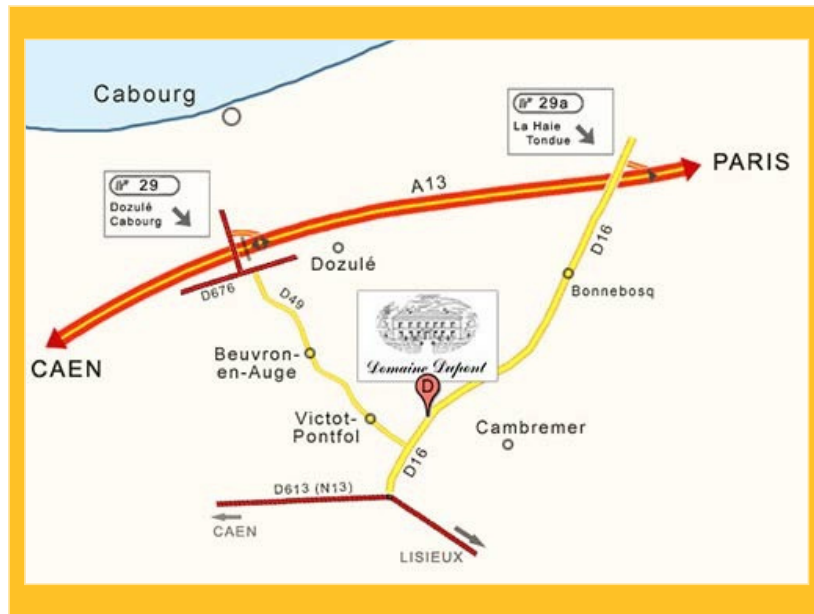 Cabourg
N° 29a
La Haie
Tondue
PARIS
A13
N° 29
Dozulé
Cabourg
D16
Dozulé
D676
D49
Bonnebosq
CAEN
Beuvron-
en-Auge
Domaine Dupont
D
Victot-
Pontfol
Cambremer
D16
D613 (N13)
CAEN
LISIEUX